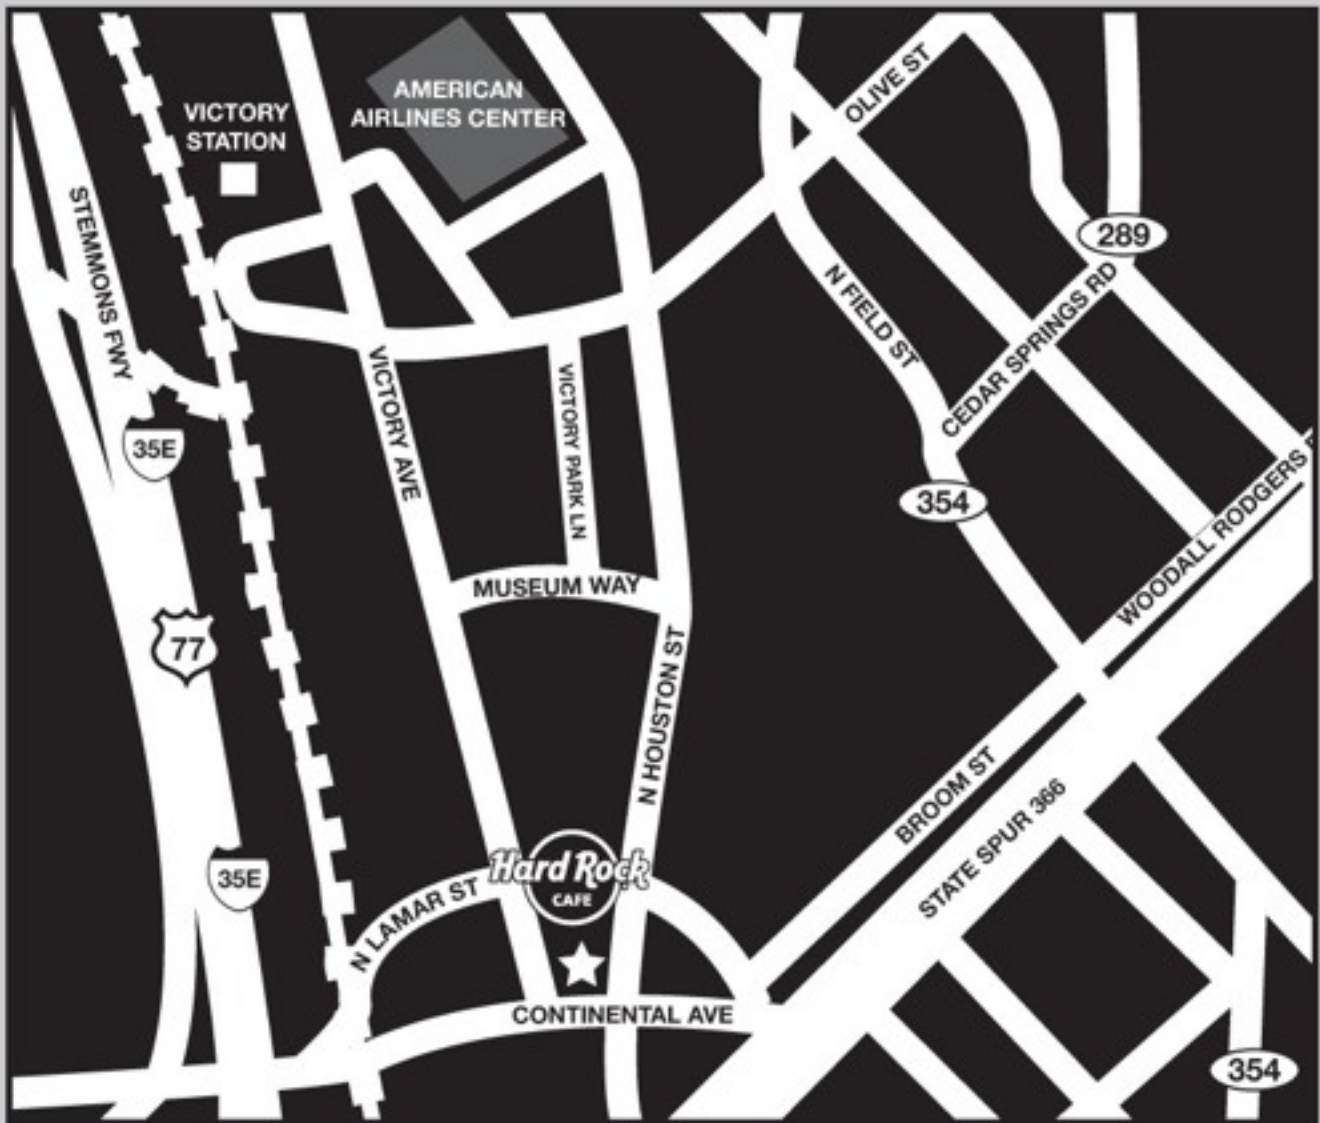 AMERICAN
AIRLINES CENTER
VICTORY
STATION
OLIVE ST
STEMMONS FWY
289
N FIELD ST
CEDAR SPRINGS RD
VICTORY AVE
VICTORY PARK LN
35E
354
WOODALL RODGERS
MUSEUM WAY
77
N HOUSTON ST
BROOM ST
STATE SPUR 366
Hard Rock
CAFE
35E
N LAMAR ST
CONTINENTAL AVE
354